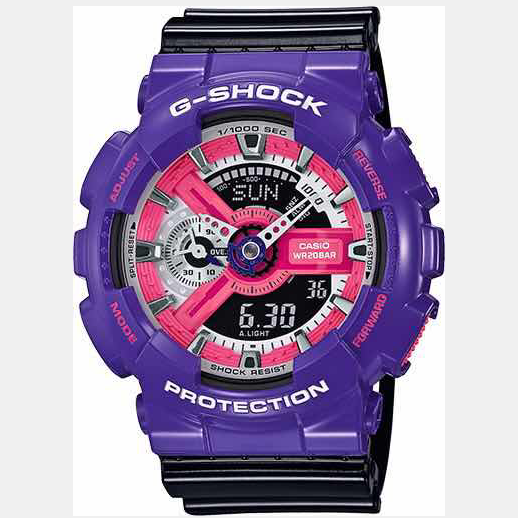 G-SHOCK
1/1000 SEC
ADJUST
REVERSE
SUN
SPLIT-RESET
START-STOP
CASIO
WR20BAR
36
6.30
A.LIGHT
MODE
FORWARD
SHOCK RESIST
PROTECTION